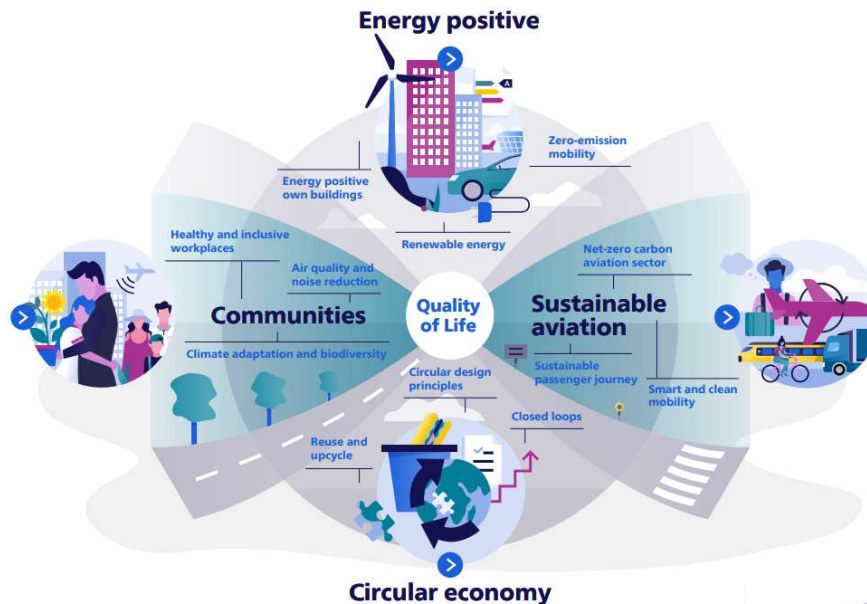 Energy positive
A
Zero-emission
mobility
Energy positive
own buildings
Renewable energy
Healthy and inclusive
workplaces
Air quality and
noise reduction
Communities
Climate adaptation and biodiversity
Quality
of Life
Net-zero carbon
aviation sector
Sustainable
aviation
Sustainable
passenger journey
Smart and clean
mobility
Circular design
principles
Closed loops
Reuse and
upcycle
Circular economy